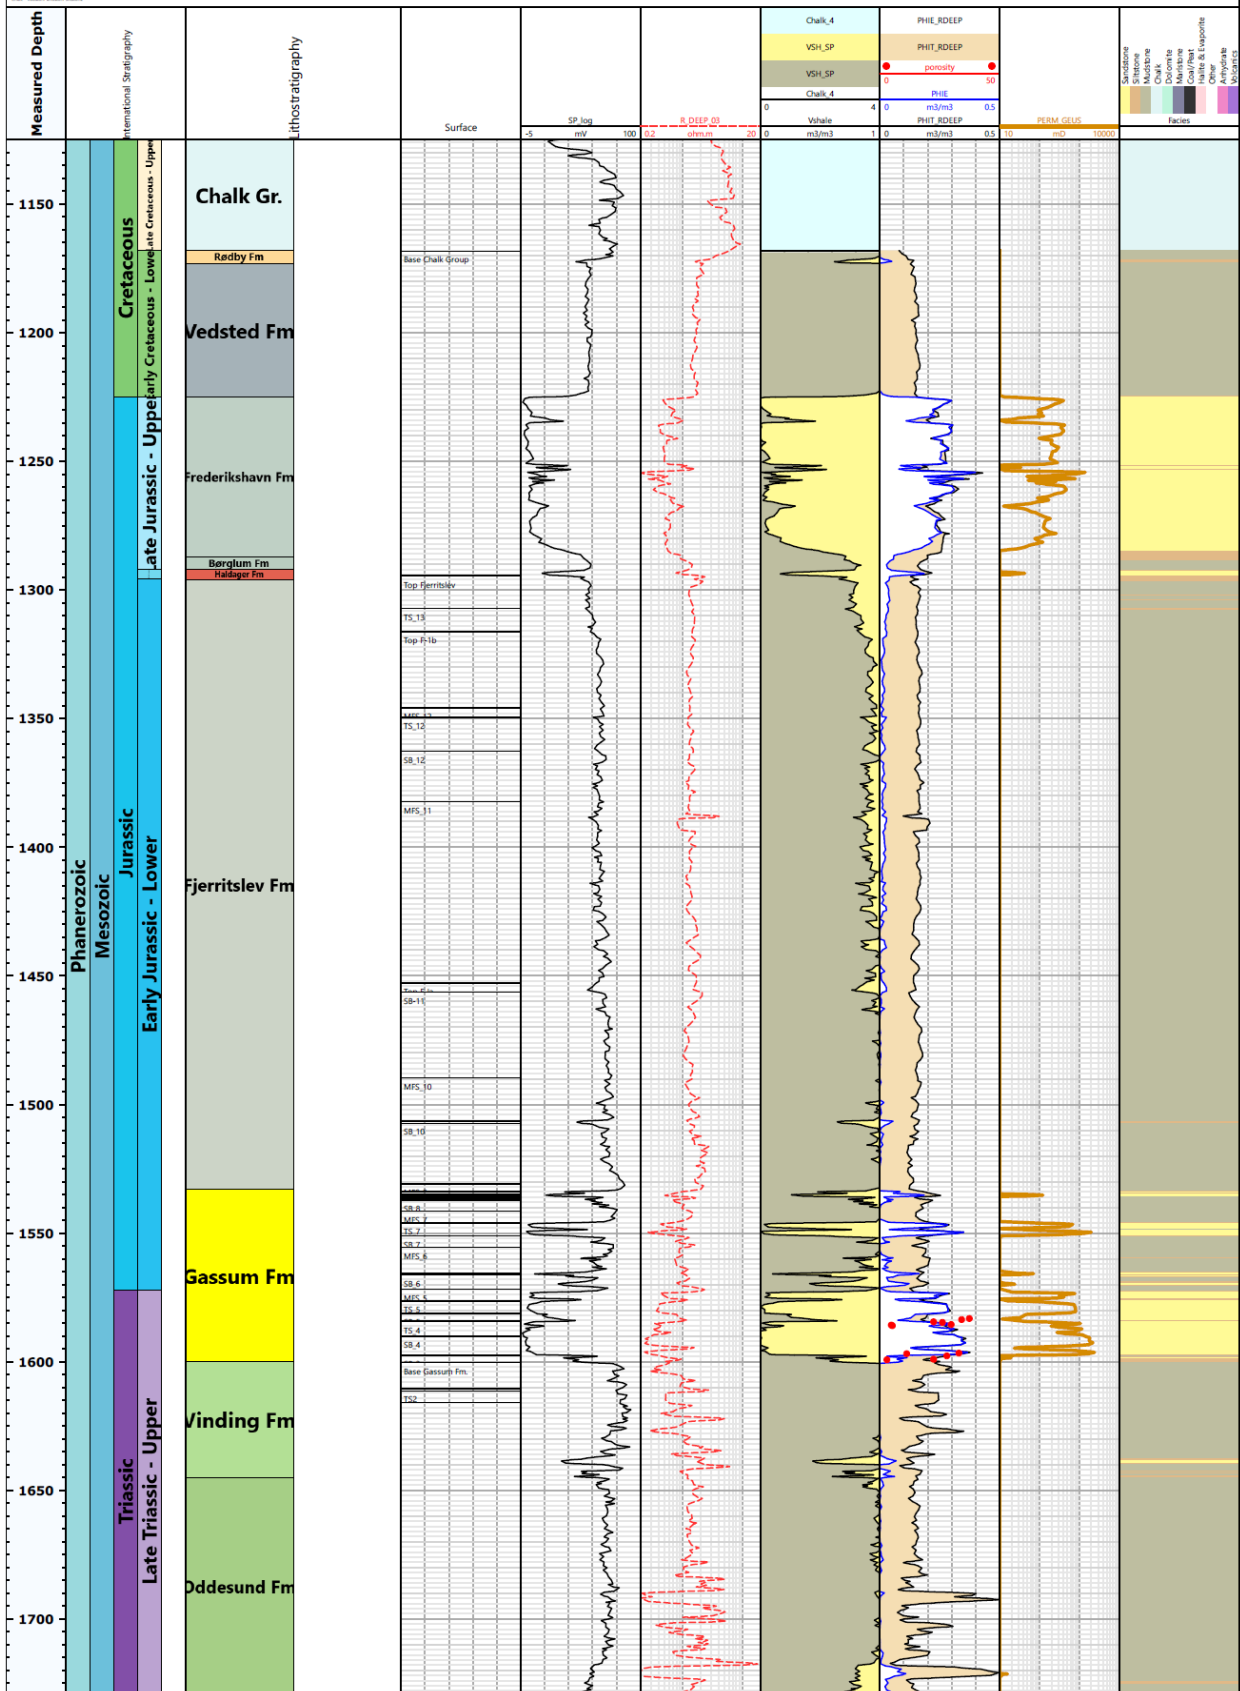 Measured Depth
International Stratigraphy
Lithostratigraphy
Surface
SP_log
-5 mV 100
R_DEEP_03
0.2 ohm.m 20
Chalk_4
VSH_SP
VSH_SP
Chalk_4
0 4
Vshale
0 m3/m3 1
PHIE_RDEEP
PHIT_RDEEP
porosity
0 50
PHIE
0 m3/m3 0.5
PHIT_RDEEP
0 m3/m3 0.5
PERM_GEUS
10 mD 10000
Sandstone
Siltstone
Mudstone
Chalk
Dolomite
Marlstone
Coal/Peat
Halite & Evaporite
Other
Anhydrite
Volcanics
Facies
1150
1200
1250
1300
1350
1400
1450
1500
1550
1600
1650
1700
Phanerozoic
Mesozoic
Cretaceous
Jurassic
Triassic
Late Cretaceous - Upper
Early Cretaceous - Lower
Late Jurassic - Upper
Early Jurassic - Lower
Late Triassic - Upper
Chalk Gr.
Rødby Fm
Vedsted Fm
Frederikshavn Fm
Børglum Fm
Haldager Fm
Fjerritslev Fm
Gassum Fm
Vinding Fm
Oddesund Fm
Base Chalk Group
Top Fjerritslev
TS_13
Top F-1b
MFS_12
TS_12
SB_12
MFS_11
SB-11
MFS_10
SB_10
SB_8
MFS_7
TS_7
SB_7
MFS_6
SB_6
MFS_5
TS_5
TS_4
SB_4
Base Gassum Fm.
TS2